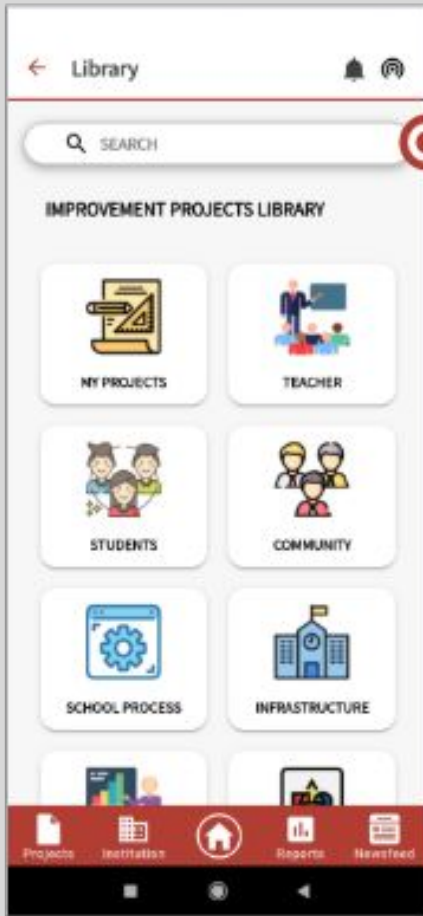 Library
SEARCH
IMPROVEMENT PROJECTS LIBRARY
MY PROJECTS
TEACHER
STUDENTS
COMMUNITY
SCHOOL PROCESS
INFRASTRUCTURE
Projects
Institution
Reports
Newsfeed